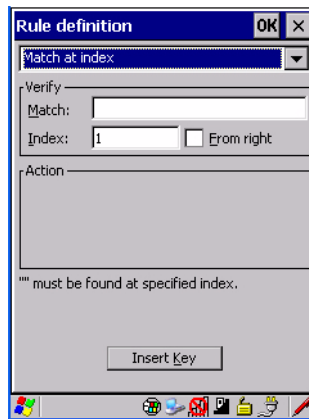 Rule definition OK ×
Match at index
Verify
Match:
Index: 1 From right
Action
"" must be found at specified index.
Insert Key